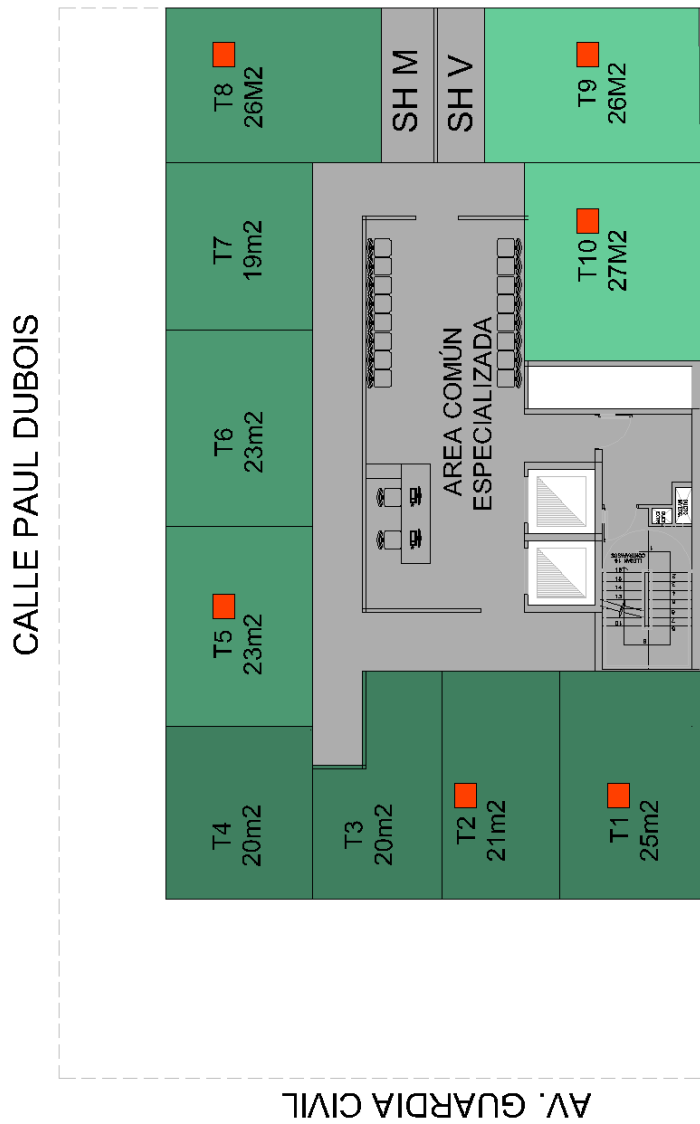 T8
26M2
SH M
SH V
T9
26M2
T7
19m2
T10
27M2
CALLE PAUL DUBOIS
T6
23m2
AREA COMÚN
ESPECIALIZADA
T5
23m2
T4
20m2
T3
20m2
T2
21m2
T1
25m2
AV. GUARDIA CIVIL